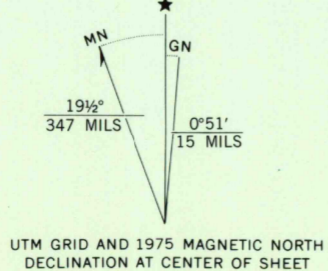 MN
GN
19½°
347 MILS
0°51′
15 MILS
UTM GRID AND 1975 MAGNETIC NORTH
DECLINATION AT CENTER OF SHEET